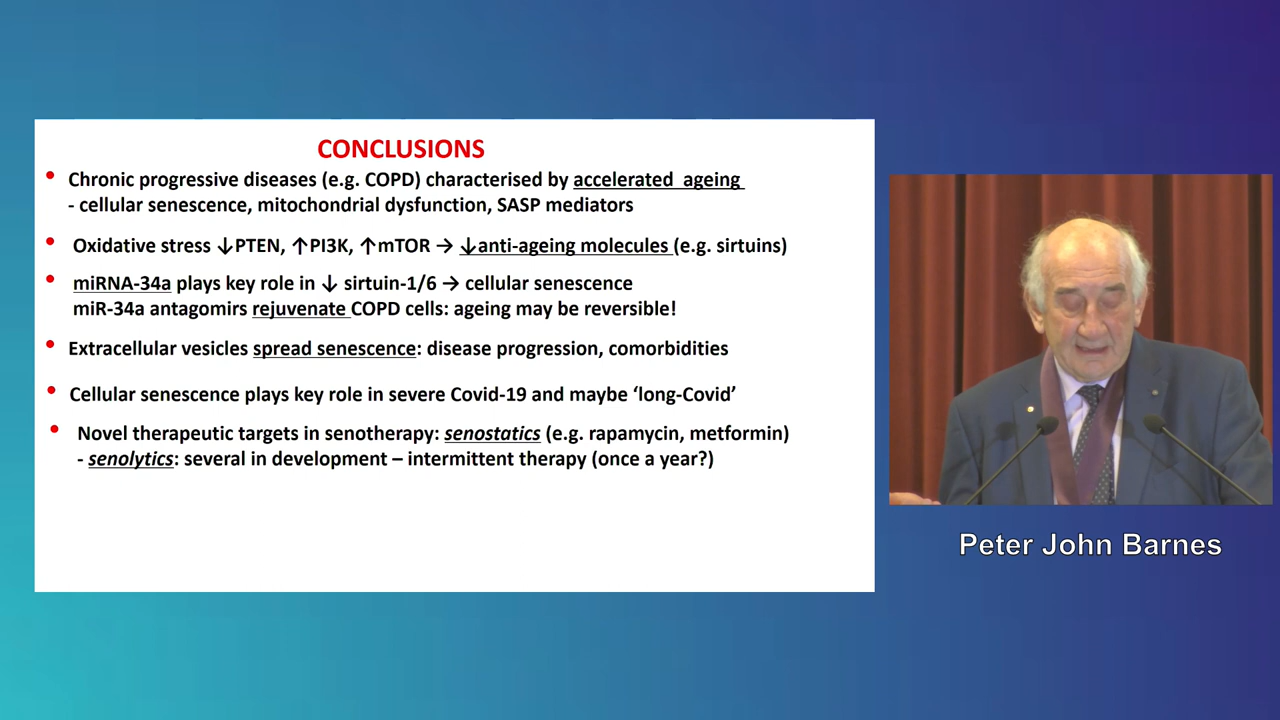 CONCLUSIONS
• Chronic progressive diseases (e.g. COPD) characterised by accelerated ageing
- cellular senescence, mitochondrial dysfunction, SASP mediators
• Oxidative stress ↓PTEN, ↑PI3K, ↑mTOR → ↓anti-ageing molecules (e.g. sirtuins)
• miRNA-34a plays key role in ↓ sirtuin-1/6 → cellular senescence
miR-34a antagomirs rejuvenate COPD cells: ageing may be reversible!
• Extracellular vesicles spread senescence: disease progression, comorbidities
• Cellular senescence plays key role in severe Covid-19 and maybe ‘long-Covid’
• Novel therapeutic targets in senotherapy: senostatics (e.g. rapamycin, metformin)
- senolytics: several in development – intermittent therapy (once a year?)
Peter John Barnes